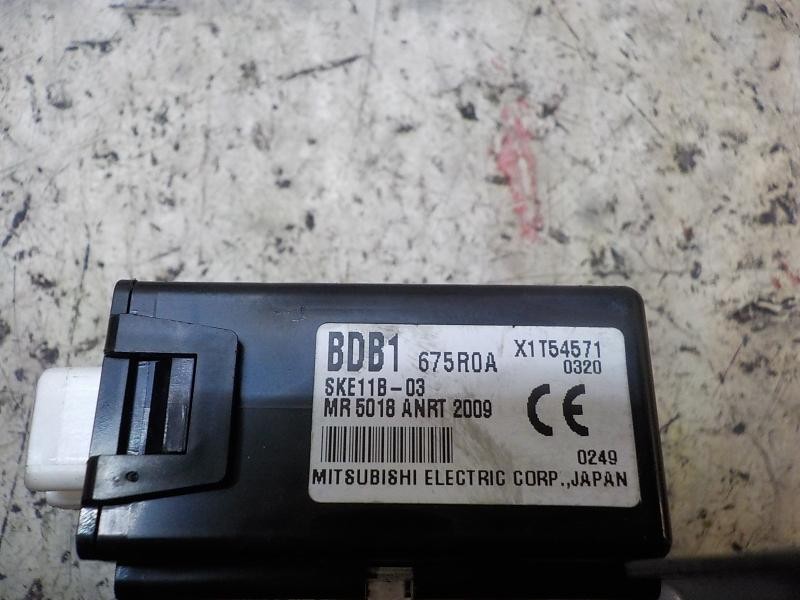 BDB1 675R0A X1T54571
0320
SKE11B-03
MR 5018 ANRT 2009
CE
0249
MITSUBISHI ELECTRIC CORP.,JAPAN